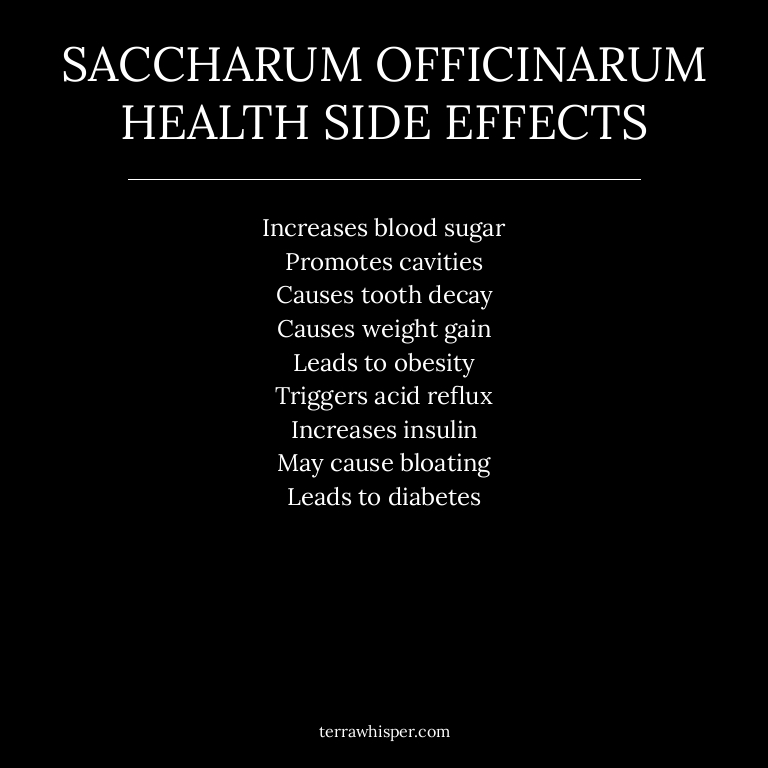 SACCHARUM OFFICINARUM
HEALTH SIDE EFFECTS
Increases blood sugar
Promotes cavities
Causes tooth decay
Causes weight gain
Leads to obesity
Triggers acid reflux
Increases insulin
May cause bloating
Leads to diabetes
terrawhisper.com